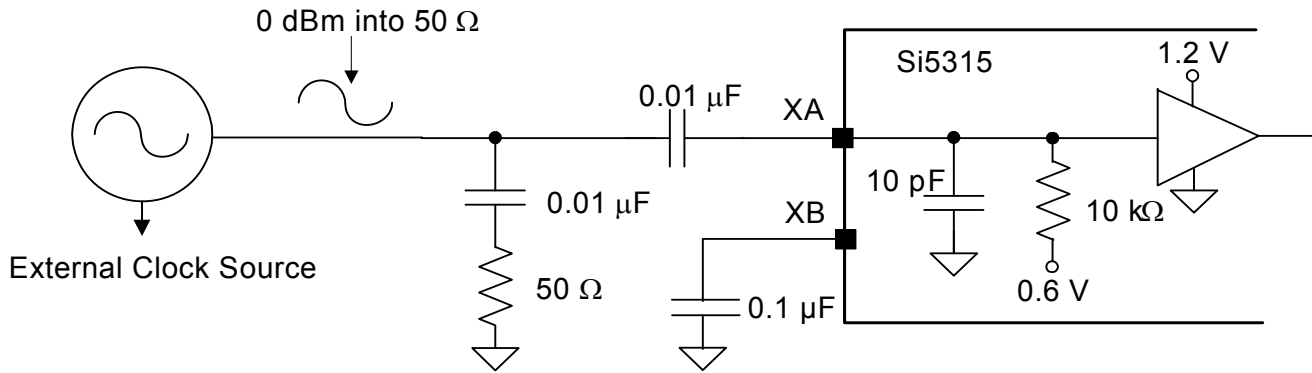 0 dBm into 50 Ω
1.2 V
Si5315
0.01 μF
XA
10 pF
0.01 μF
XB
10 kΩ
External Clock Source
50 Ω
0.1 μF
0.6 V